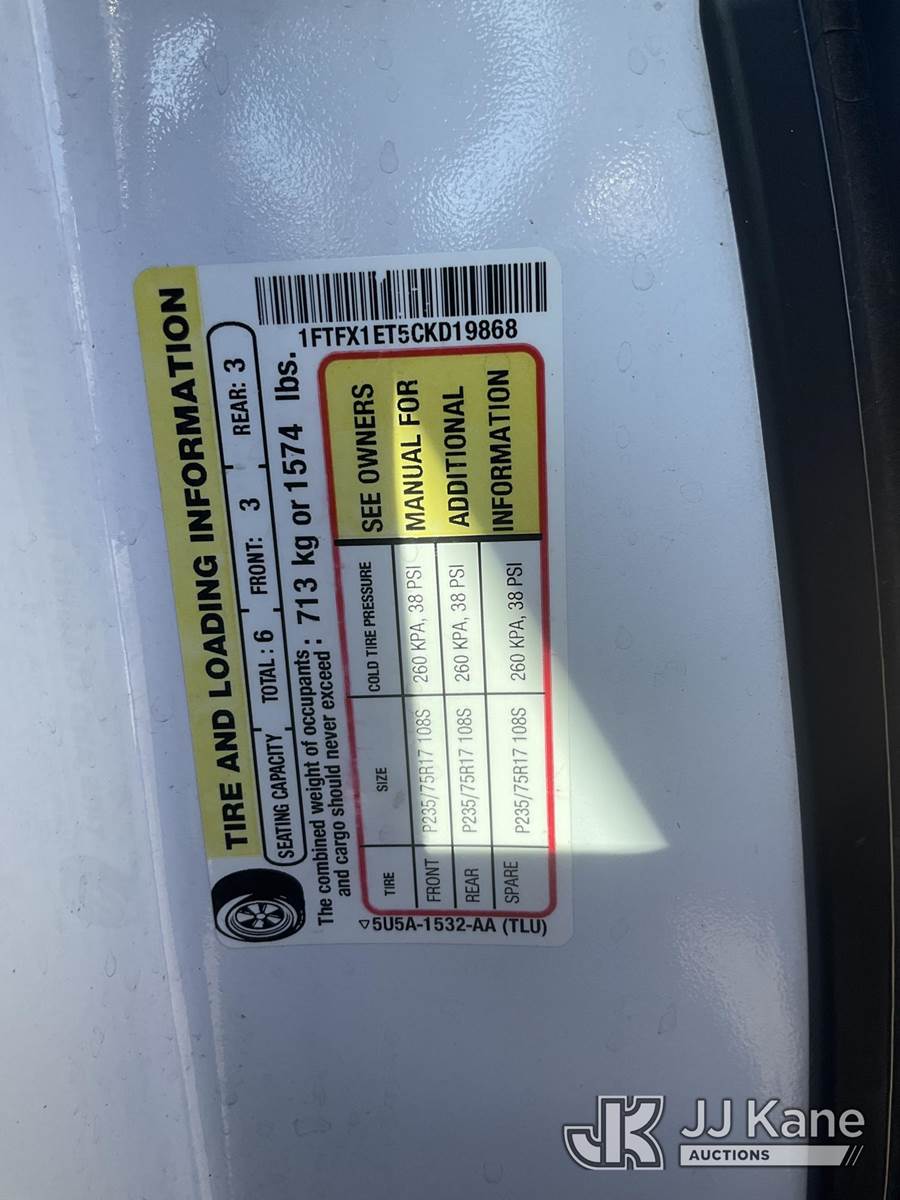 TIRE AND LOADING INFORMATION
SEATING CAPACITY TOTAL : 6 FRONT: 3 REAR: 3
The combined weight of occupants
and cargo should never exceed : 713 kg or 1574 lbs.
1FTFX1ET5CKD19868
TIRE SIZE COLD TIRE PRESSURE
FRONT P235/75R17 108S 260 KPA, 38 PSI
REAR P235/75R17 108S 260 KPA, 38 PSI
SPARE P235/75R17 108S 260 KPA, 38 PSI
SEE OWNERS
MANUAL FOR
ADDITIONAL
INFORMATION
5U5A-1532-AA (TLU)
JK JJ Kane
AUCTIONS